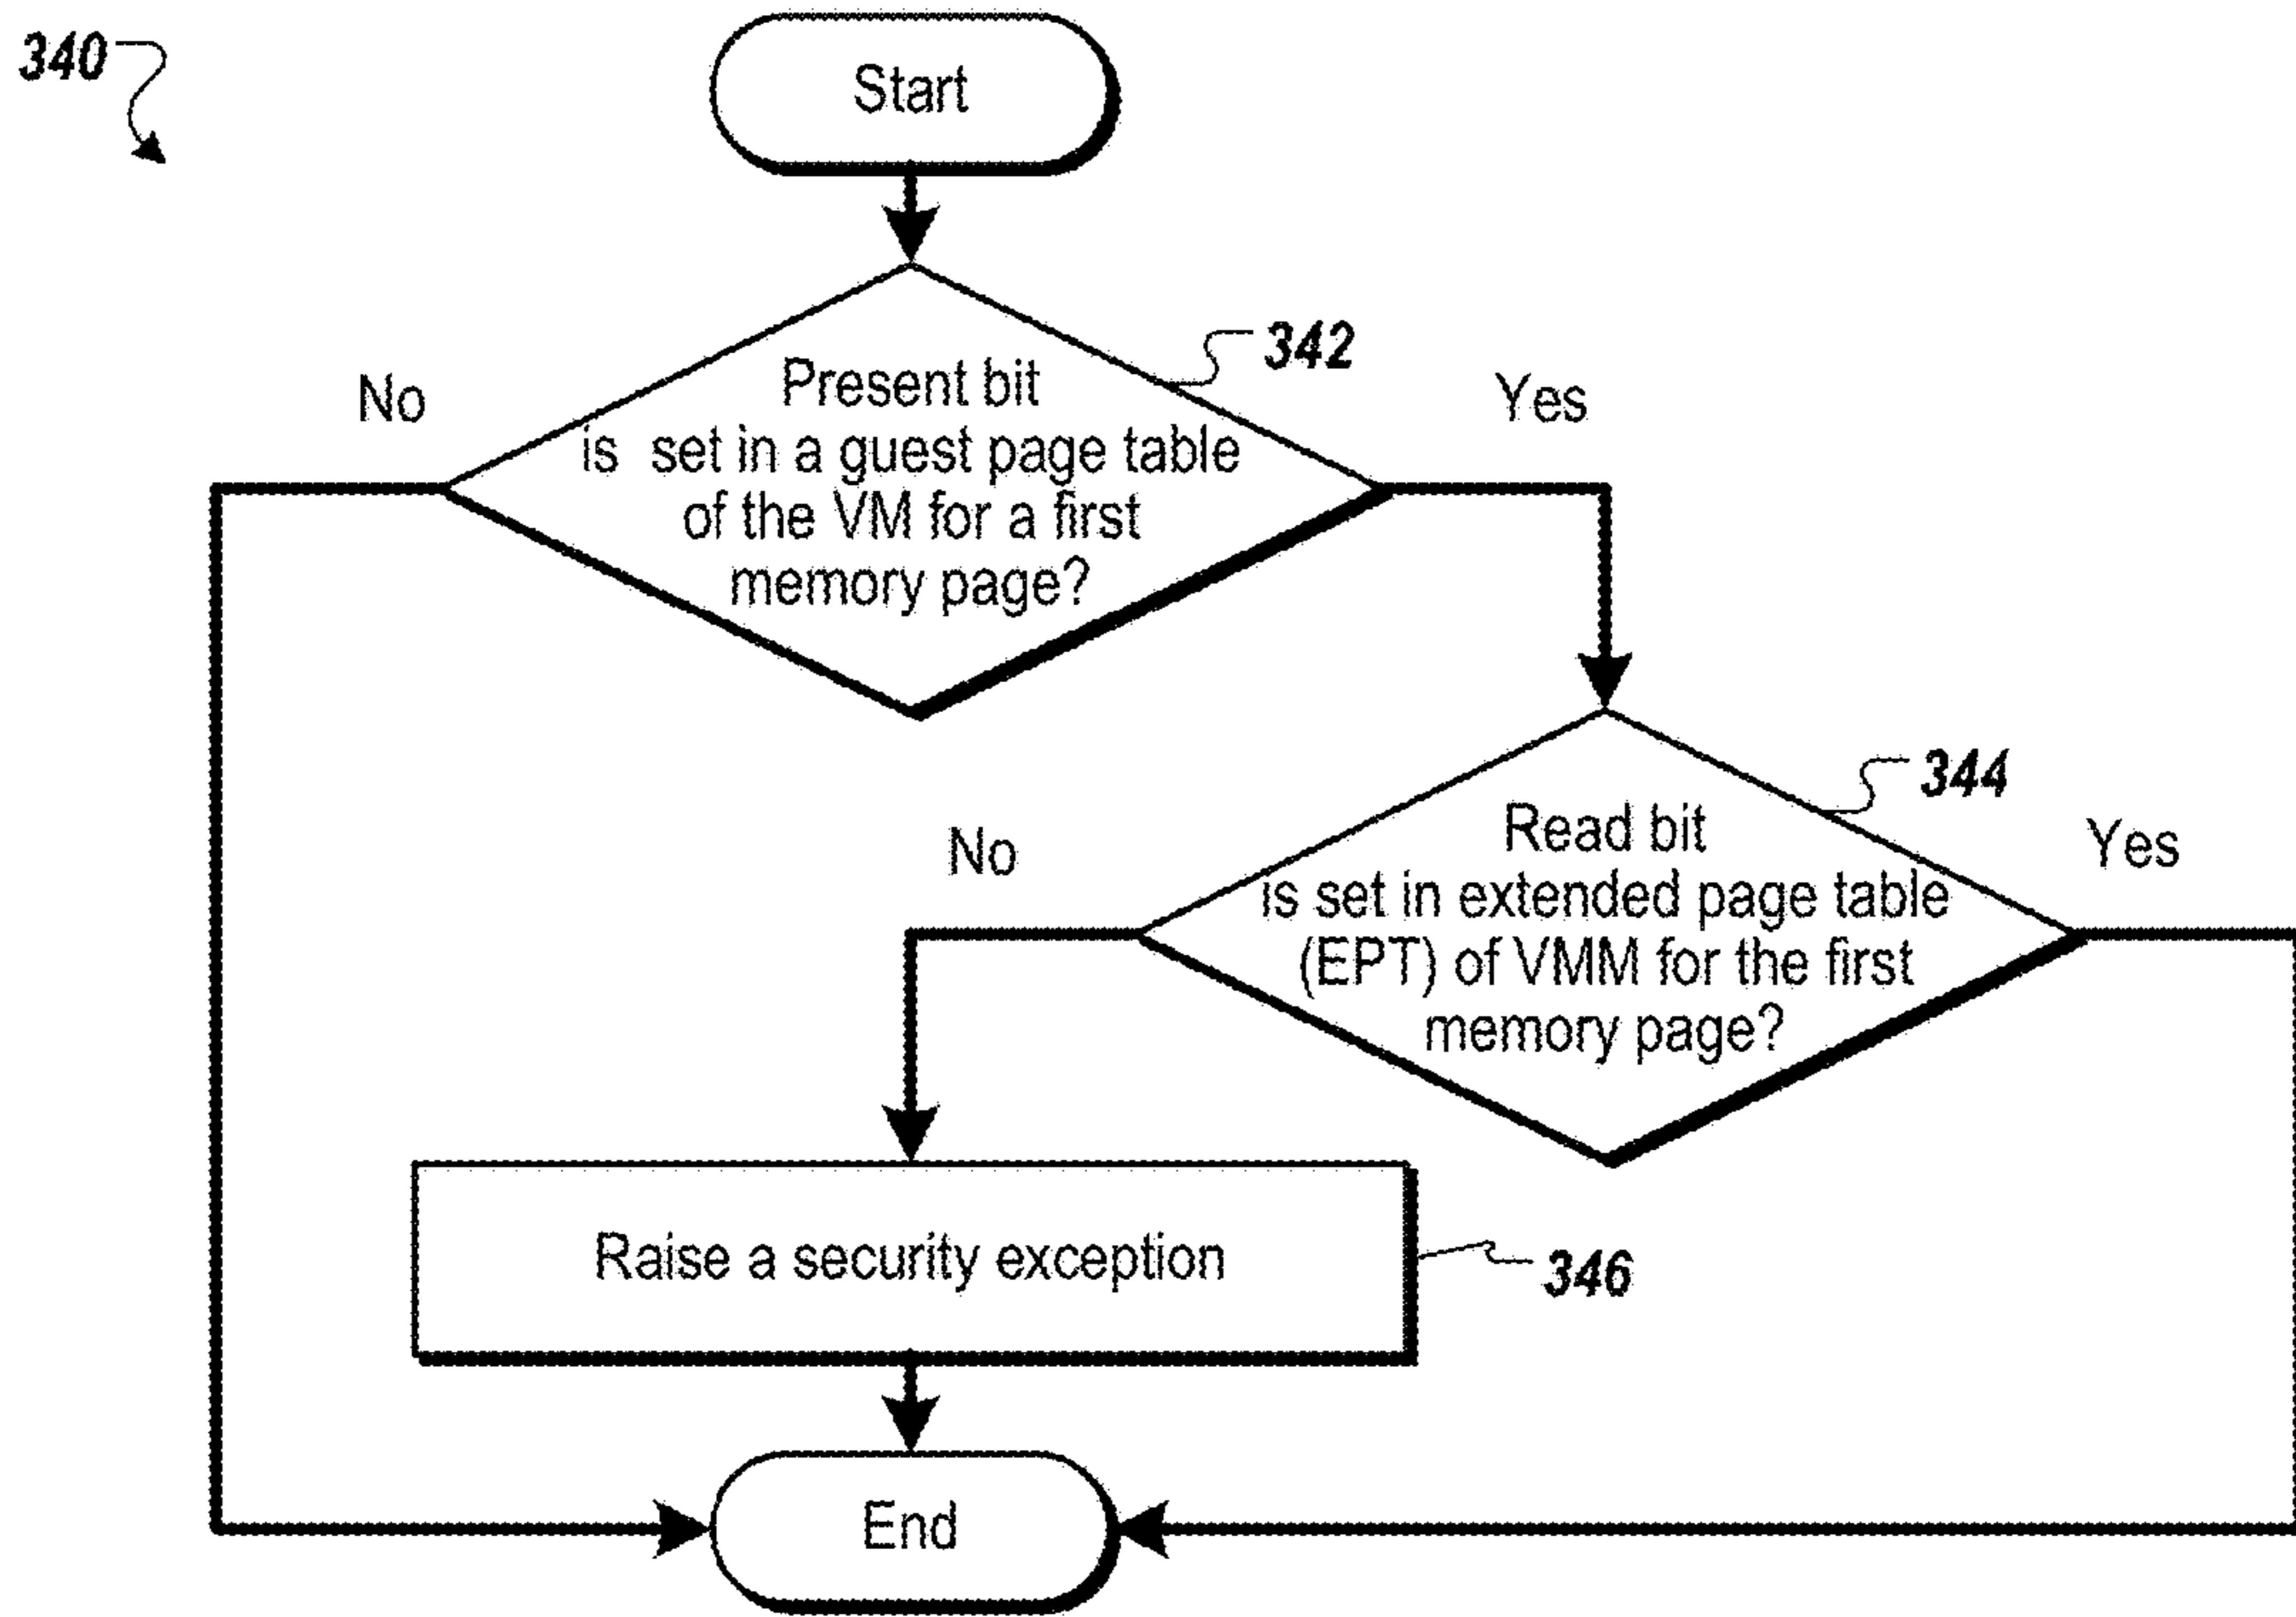 340
Start
342
No
Yes
Present bit
is set in a guest page table
of the VM for a first
memory page?
344
No
Yes
Read bit
is set in extended page table
(EPT) of VMM for the first
memory page?
Raise a security exception
346
End